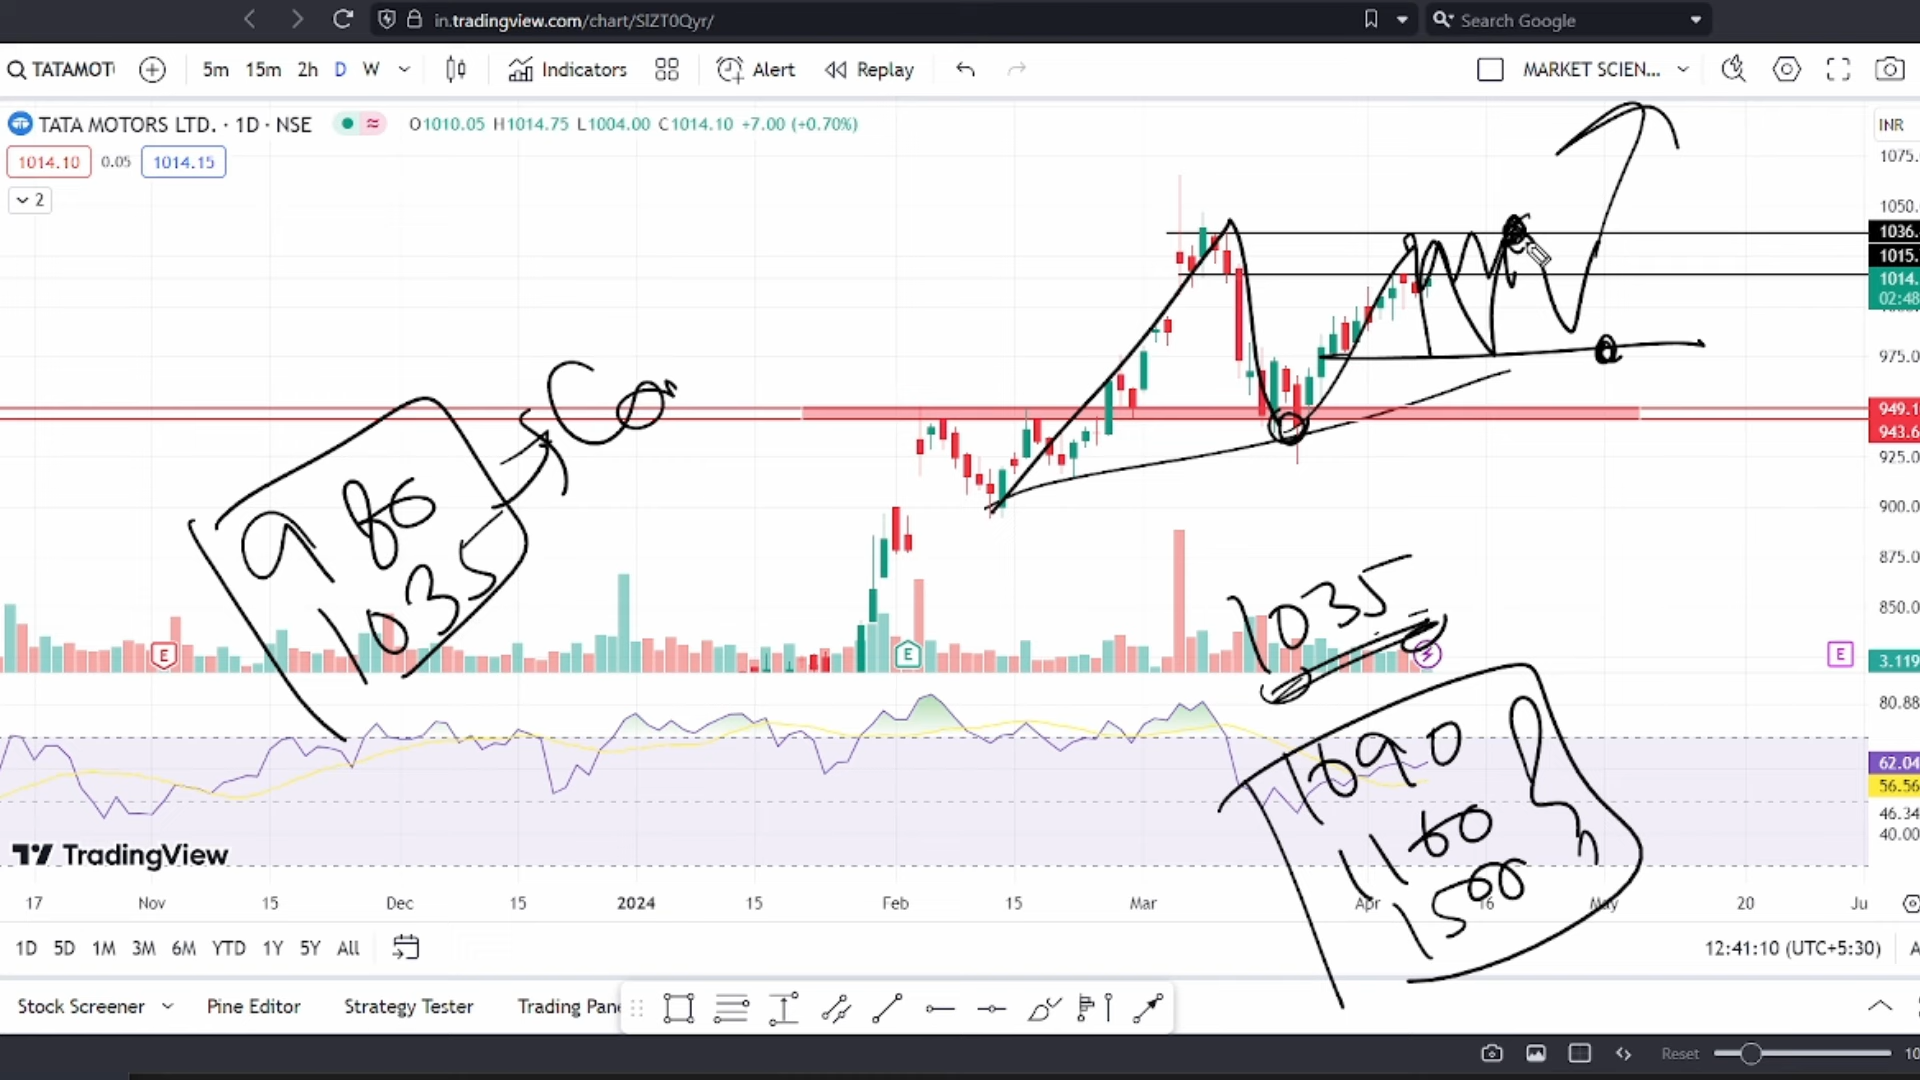 in.tradingview.com/chart/SIZT0Qyr/
Search Google
TATAMOT
5m 15m 2h D W
Indicators
Alert
Replay
MARKET SCIEN...
TATA MOTORS LTD. · 1D · NSE
O1010.05 H1014.75 L1004.00 C1014.10 +7.00 (+0.70%)
INR
1014.10 0.05 1014.15
2
1075.
1050.
1036.
1015.
1014.
02:48
975.0
949.1
943.6
925.0
900.0
875.0
850.0
986
1035
1035
E
E
E
3.119
80.88
62.04
56.56
46.34
40.00
1090
1160
1500
TradingView
17 Nov 15 Dec 15 2024 15 Feb 15 Mar Apr 16 May 20 Ju
1D 5D 1M 3M 6M YTD 1Y 5Y All
12:41:10 (UTC+5:30)
A
Stock Screener Pine Editor Strategy Tester Trading Pane
Reset
10